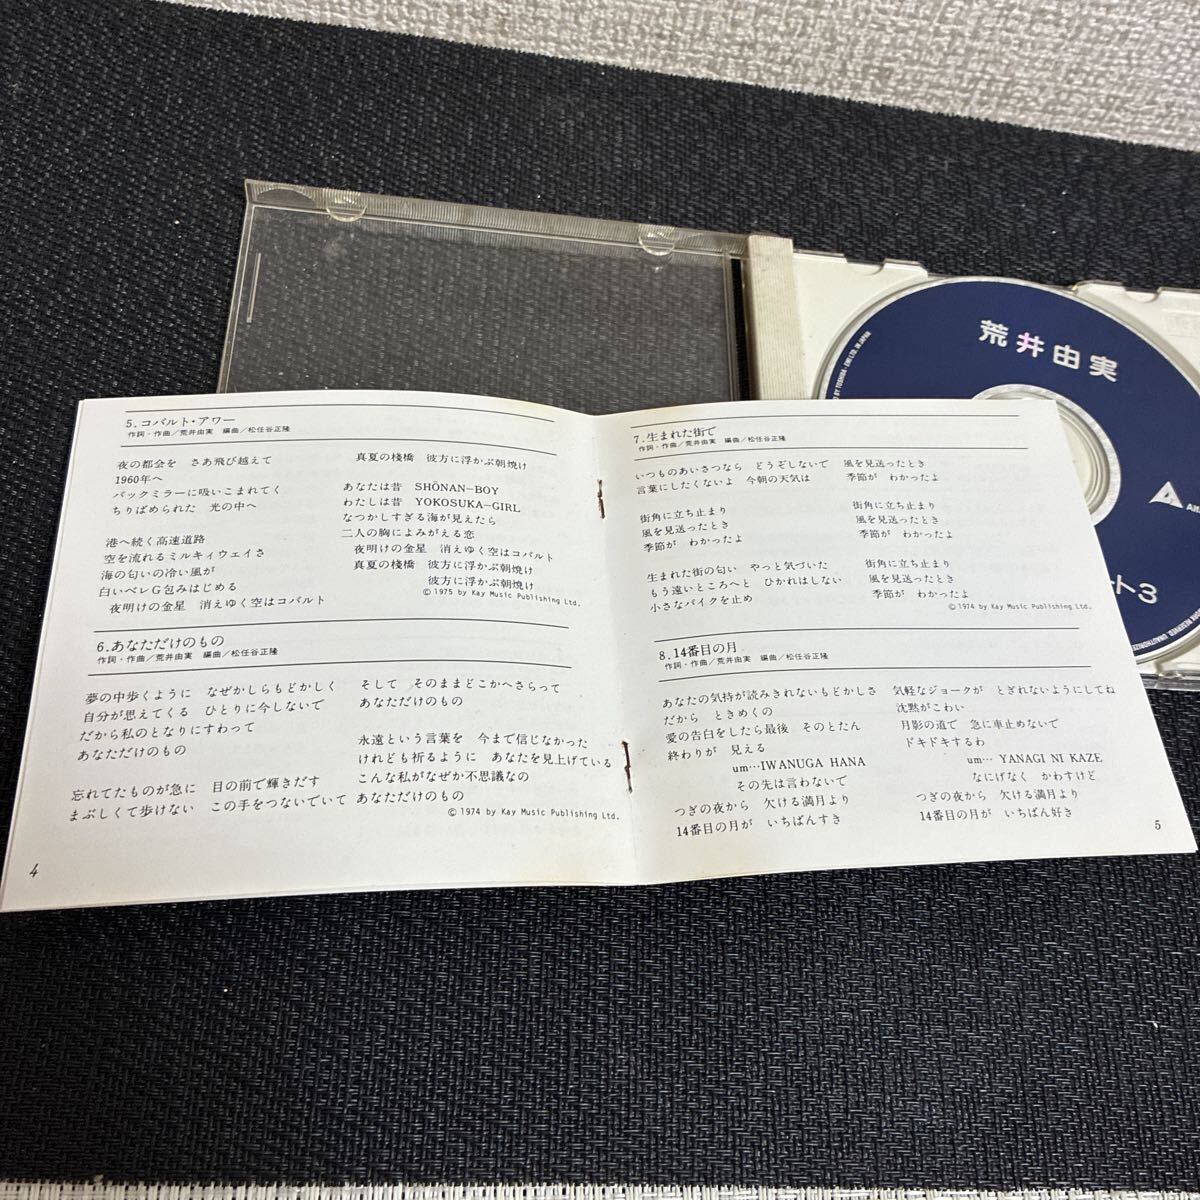 5.コバルト・アワー
作詞・作曲/荒井由実 編曲/松任谷正隆
夜の都会を さあ飛び越えて
1960年へ
バックミラーに吸いこまれてく
ちりばめられた 光の中へ
港へ続く高速道路
空を流れるミルキィウェイさ
海の匂いの冷い風が
白いベレG包みはじめる
夜明けの金星 消えゆく空はコバルト
真夏の棧橋 彼方に浮かぶ朝焼け
あなたは昔 SHŌNAN-BOY
わたしは昔 YOKOSUKA-GIRL
なつかしすぎる海が見えたら
二人の胸によみがえる恋
夜明けの金星 消えゆく空はコバルト
真夏の棧橋 彼方に浮かぶ朝焼け
彼方に浮かぶ朝焼け
© 1975 by Kay Music Publishing Ltd.
6.あなただけのもの
作詞・作曲/荒井由実 編曲/松任谷正隆
夢の中歩くように なぜかしらもどかしく
自分が思えてくる ひとりに今しないで
だから私のとなりにすわって
あなただけのもの
忘れてたものが急に 目の前で輝きだす
まぶしくて歩けない この手をつないでいて
そして そのままどこかへさらって
あなただけのもの
永遠という言葉を 今まで信じなかった
けれども祈るように あなたを見上げている
こんな私がなぜか不思議なの
あなただけのもの
© 1974 by Kay Music Publishing Ltd.
4
7.生まれた街で
作詞・作曲/荒井由実 編曲/松任谷正隆
いつものあいさつなら どうぞしないで
言葉にしたくないよ 今朝の天気は
街角に立ち止まり
風を見送ったとき
季節が わかったよ
生まれた街の匂い やっと気づいた
もう遠いところへと ひかれはしない
小さなバイクを止め
風を見送ったとき
季節が わかったよ
街角に立ち止まり
風を見送ったとき
季節が わかったよ
街角に立ち止まり
風を見送ったとき
季節が わかったよ
© 1974 by Kay Music Publishing Ltd.
8.14番目の月
作詞・作曲/荒井由実 編曲/松任谷正隆
あなたの気持が読みきれないもどかしさ
だから ときめくの
愛の告白をしたら最後 そのとたん
終わりが 見える
um…IWANUGA HANA
その先は言わないで
つぎの夜から 欠ける満月より
14番目の月が いちばんすき
気軽なジョークが とぎれないようにしてね
沈黙がこわい
月影の道で 急に車止めないで
ドキドキするわ
um… YANAGI NI KAZE
なにげなく かわすけど
つぎの夜から 欠ける満月より
14番目の月が いちばん好き
5
荒井由実
BY TOSHIBA-EMI LTD. IN JAPAN
ート3